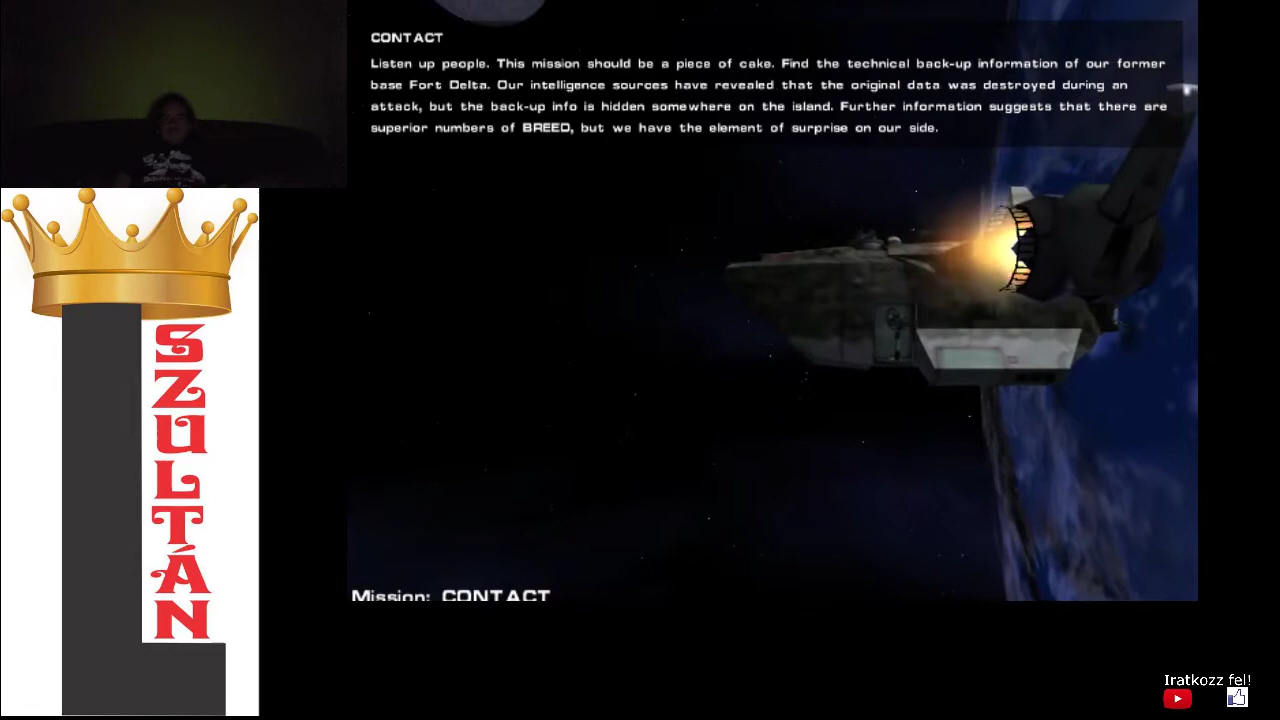 CONTACT
Listen up people. This mission should be a piece of cake. Find the technical back-up information of our former
base Fort Delta. Our intelligence sources have revealed that the original data was destroyed during an
attack, but the back-up info is hidden somewhere on the island. Further information suggests that there are
superior numbers of BREED, but we have the element of surprise on our side.
L
SZULTÁN
Mission: CONTACT
Iratkozz fel!